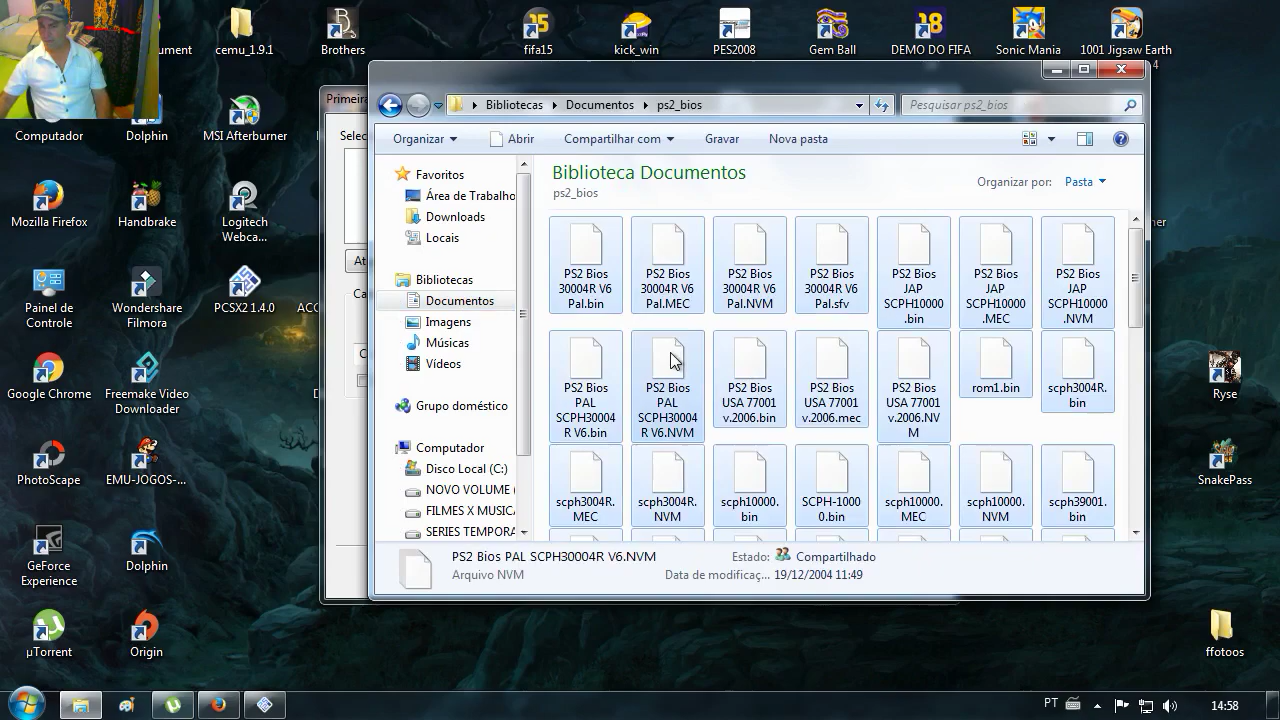 ument
cemu_1.9.1
Brothers
fifa15
kick_win
PES2008
Gem Ball
DEMO DO FIFA
Sonic Mania
1001 Jigsaw Earth
4
Computador
Dolphin
MSI Afterburner
Mozilla Firefox
Handbrake
Logitech
Webca...
Painel de
Controle
Wondershare
Filmora
PCSX2 1.4.0
ACC
Google Chrome
Freemake Video
Downloader
PhotoScape
EMU-JOGOS-...
GeForce
Experience
Dolphin
µTorrent
Origin
Primeira
Selec
At
Ca
C
Bibliotecas
Documentos
ps2_bios
Pesquisar ps2_bios
Organizar
Abrir
Compartilhar com
Gravar
Nova pasta
Favoritos
Área de Trabalho
Downloads
Locais
Bibliotecas
Documentos
Imagens
Músicas
Vídeos
Grupo doméstico
Computador
Disco Local (C:)
NOVO VOLUME (
FILMES X MUSICA
SERIES TEMPORA
Biblioteca Documentos
ps2_bios
Organizar por:
Pasta
PS2 Bios
30004R V6
Pal.bin
PS2 Bios
30004R V6
Pal.MEC
PS2 Bios
30004R V6
Pal.NVM
PS2 Bios
30004R V6
Pal.sfv
PS2 Bios
JAP
SCPH10000
.bin
PS2 Bios
JAP
SCPH10000
.MEC
PS2 Bios
JAP
SCPH10000
.NVM
PS2 Bios
PAL
SCPH30004
R V6.bin
PS2 Bios
PAL
SCPH30004
R V6.NVM
PS2 Bios
USA 77001
v.2006.bin
PS2 Bios
USA 77001
v.2006.mec
PS2 Bios
USA 77001
v.2006.NV
M
rom1.bin
scph3004R.
bin
scph3004R.
MEC
scph3004R.
NVM
scph10000.
bin
SCPH-1000
0.bin
scph10000.
MEC
scph10000.
NVM
scph39001.
bin
PS2 Bios PAL SCPH30004R V6.NVM
Arquivo NVM
Estado:
Compartilhado
Data de modificaç...
19/12/2004 11:49
ner
Ryse
SnakePass
ffotoos
PT
14:58